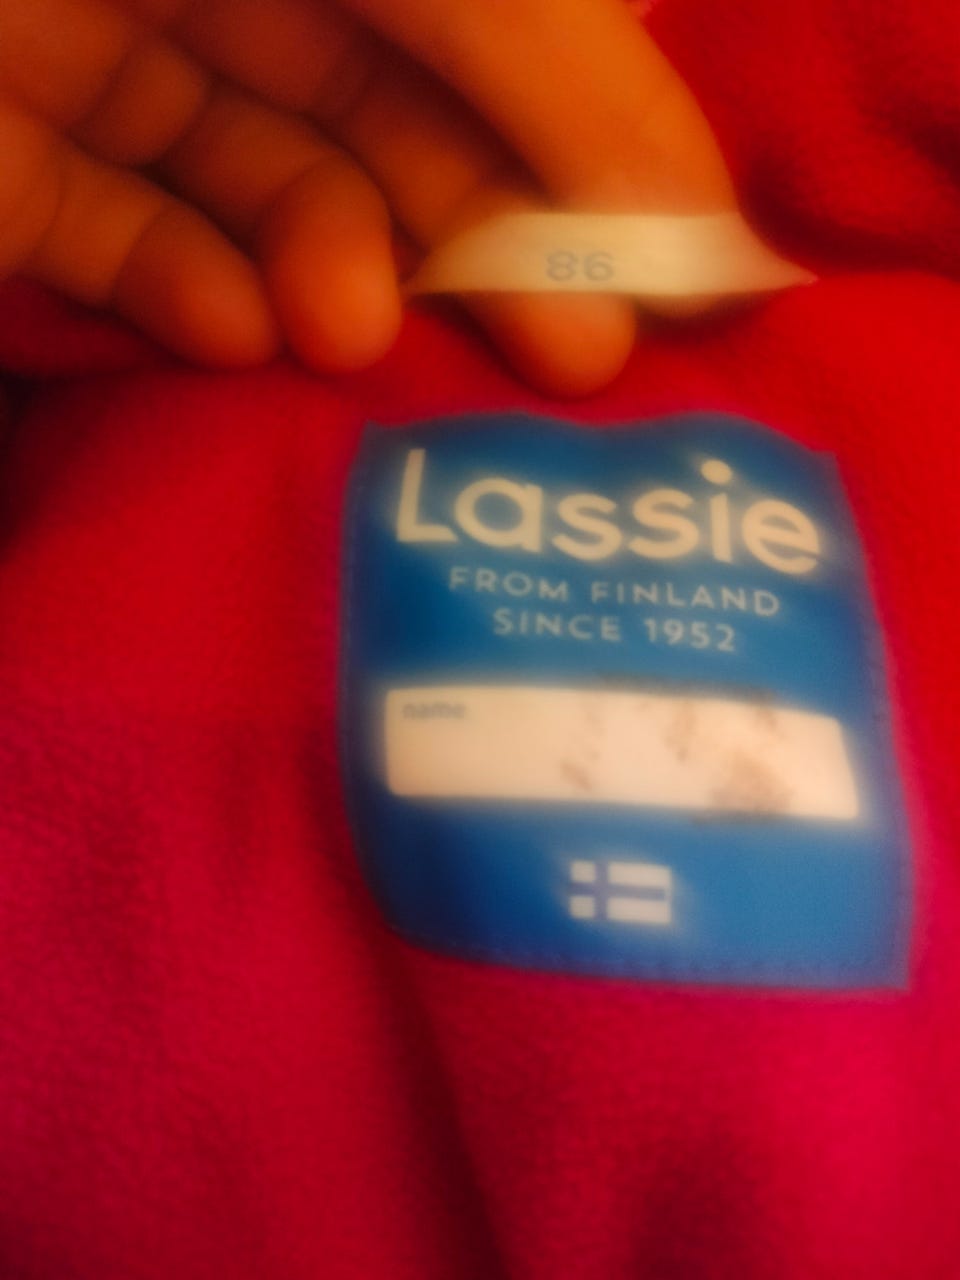 86
Lassie
FROM FINLAND
SINCE 1952
name